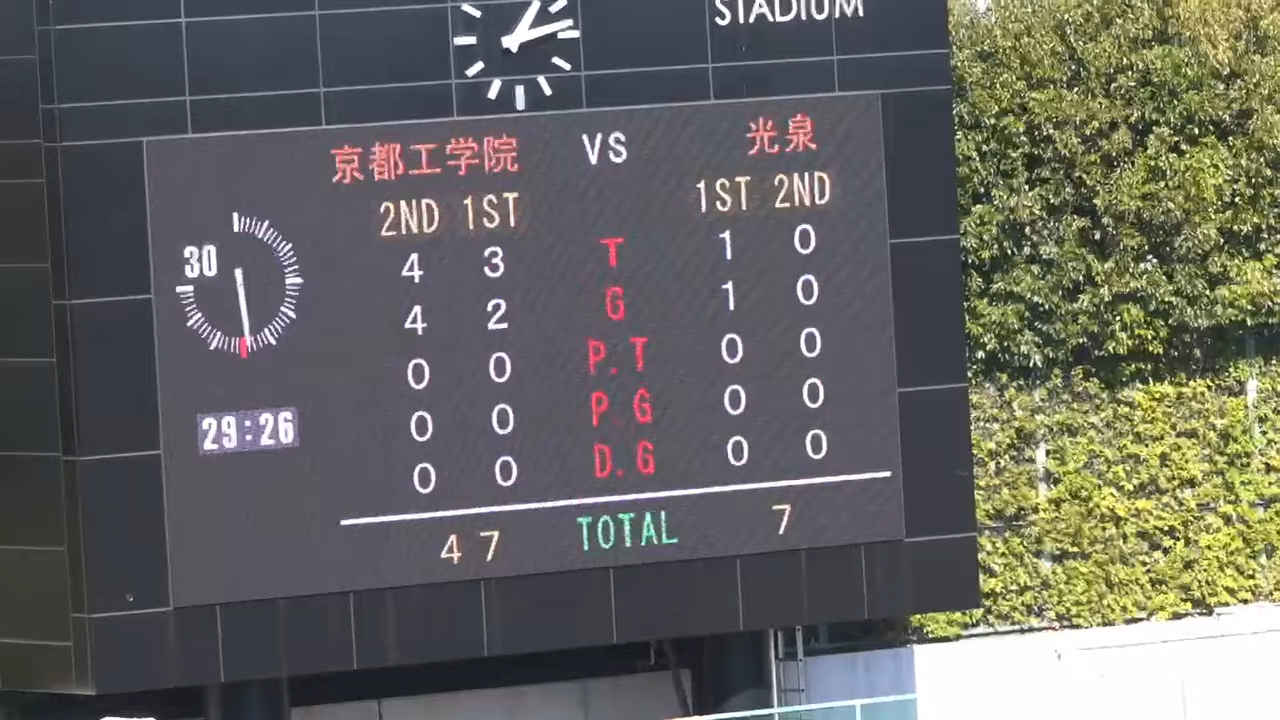 STADIUM
京都工学院 VS 光泉
2ND 1ST 1ST 2ND
30
4 3 T 1 0
4 2 G 1 0
0 0 P.T 0 0
0 0 P.G 0 0
29:26
0 0 D.G 0 0
47 TOTAL 7